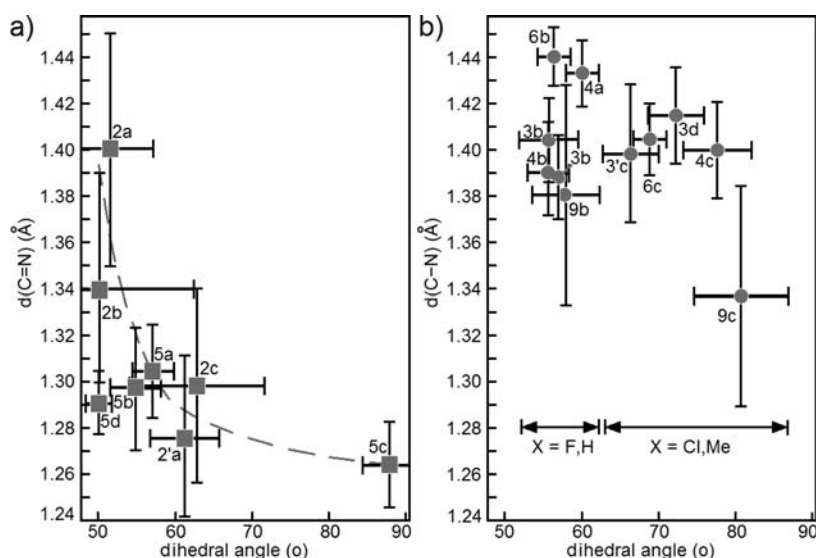 a)
b)
1.44
1.42
1.40
1.38
1.36
1.34
1.32
1.30
1.28
1.26
1.24
d(C=N) (Å)
2a
2b
5a
2c
5b
5d
2'a
5c
50 60 70 80 90
dihedral angle (o)
1.44
1.42
1.40
1.38
1.36
1.34
1.32
1.30
1.28
1.26
1.24
d(C–N) (Å)
6b
4a
3b
3d
3b
4b
3'c
6c
4c
9b
9c
X = F,H
X = Cl,Me
50 60 70 80 90
dihedral angle (o)